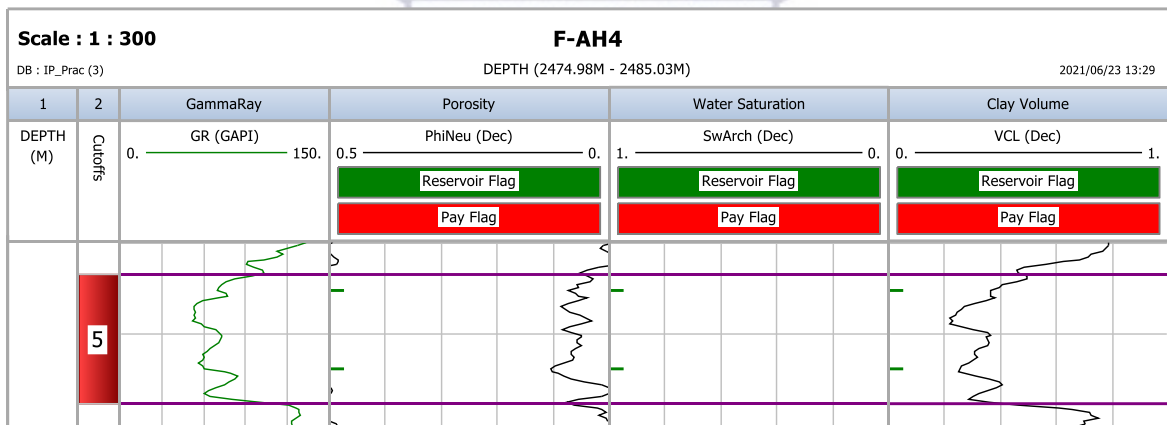 Scale : 1 : 300
F-AH4
DB : IP_Prac (3)
DEPTH (2474.98M - 2485.03M)
2021/06/23 13:29
1
2
GammaRay
Porosity
Water Saturation
Clay Volume
DEPTH
(M)
Cutoffs
GR (GAPI)
0. 150.
PhiNeu (Dec)
0.5 0.
Reservoir Flag
Pay Flag
SwArch (Dec)
1. 0.
Reservoir Flag
Pay Flag
VCL (Dec)
0. 1.
Reservoir Flag
Pay Flag
5